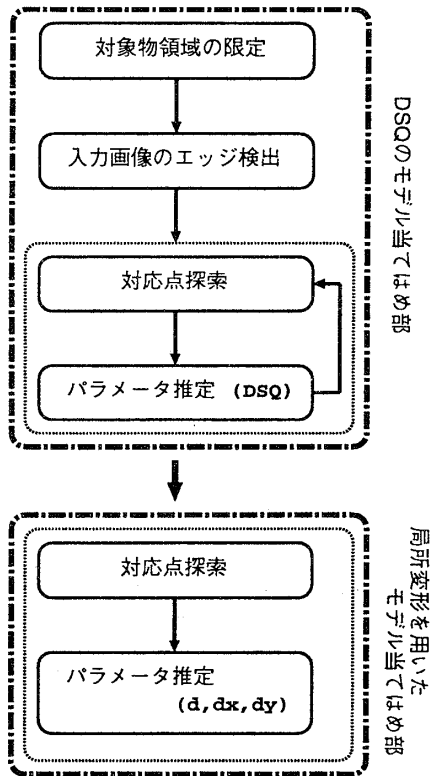 対象物領域の限定
入力画像のエッジ検出
対応点探索
パラメータ推定 (DSQ)
DSQのモデル当てはめ部
対応点探索
パラメータ推定
(d,dx,dy)
局所変形を用いた
モデル当てはめ部